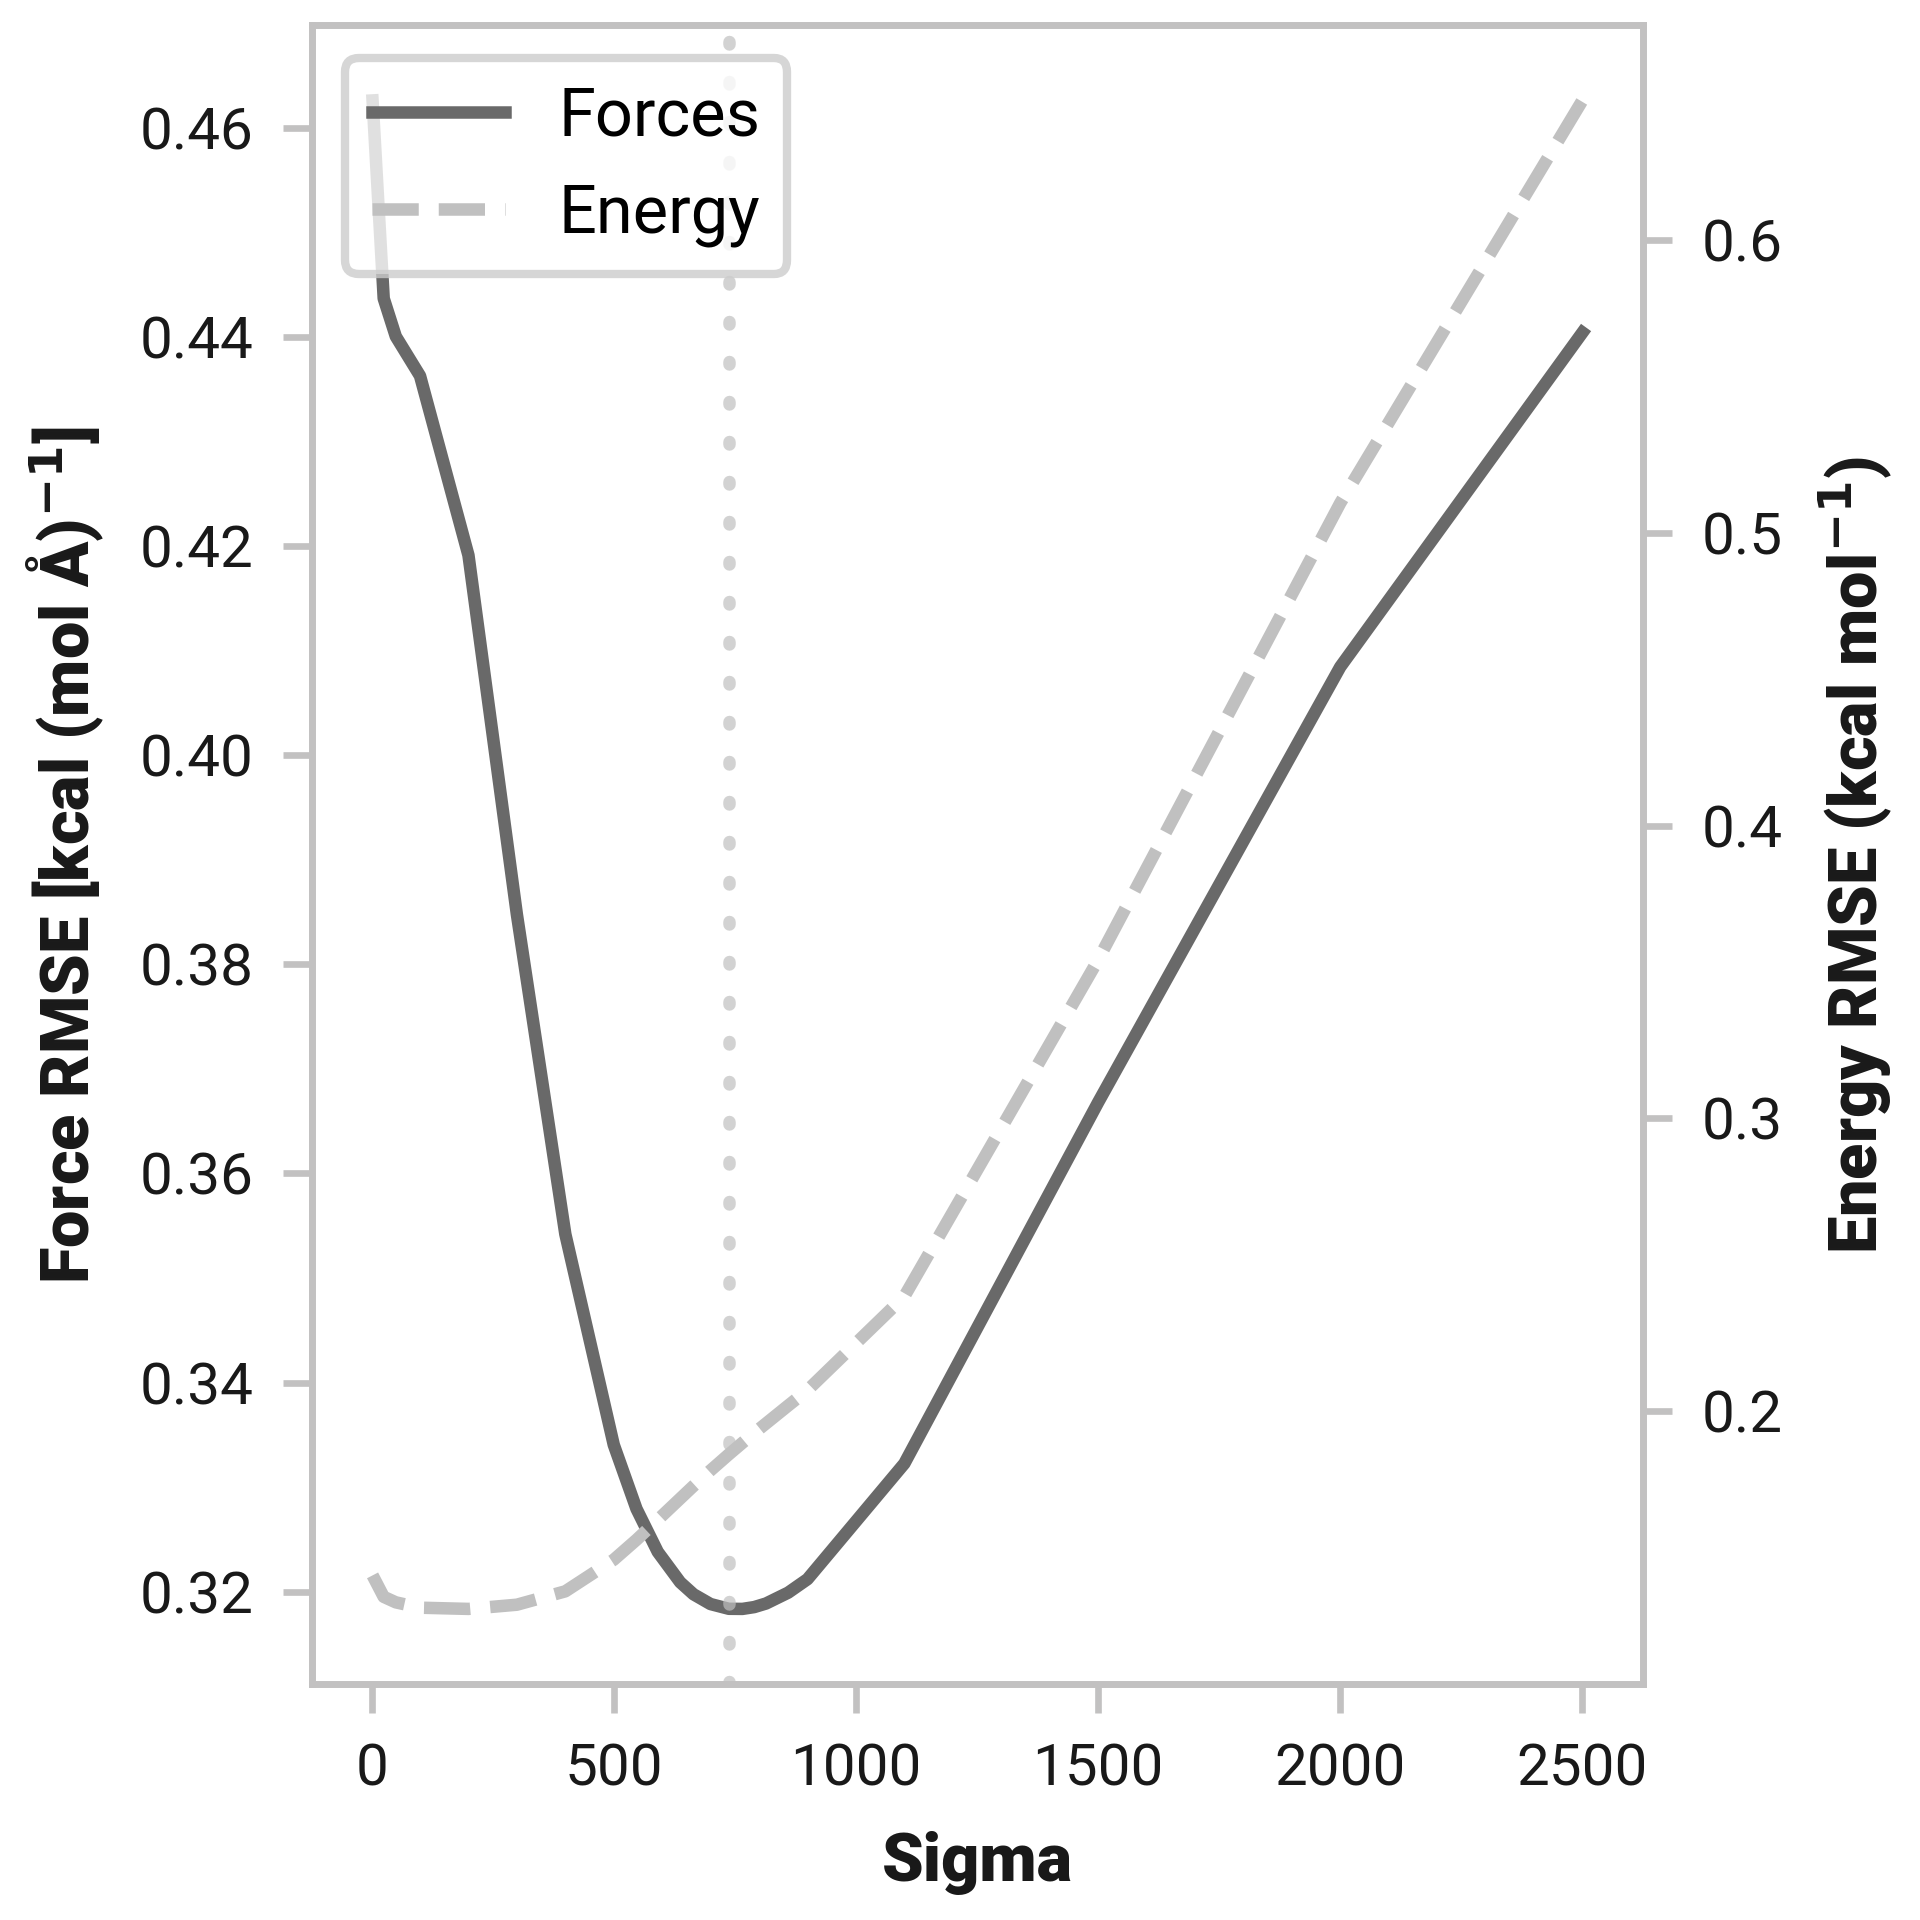 Forces
Energy
0.46
0.44
0.42
0.40
0.38
0.36
0.34
0.32
Force RMSE [kcal (mol Å)⁻¹]
0.6
0.5
0.4
0.3
0.2
Energy RMSE (kcal mol⁻¹)
0 500 1000 1500 2000 2500
Sigma